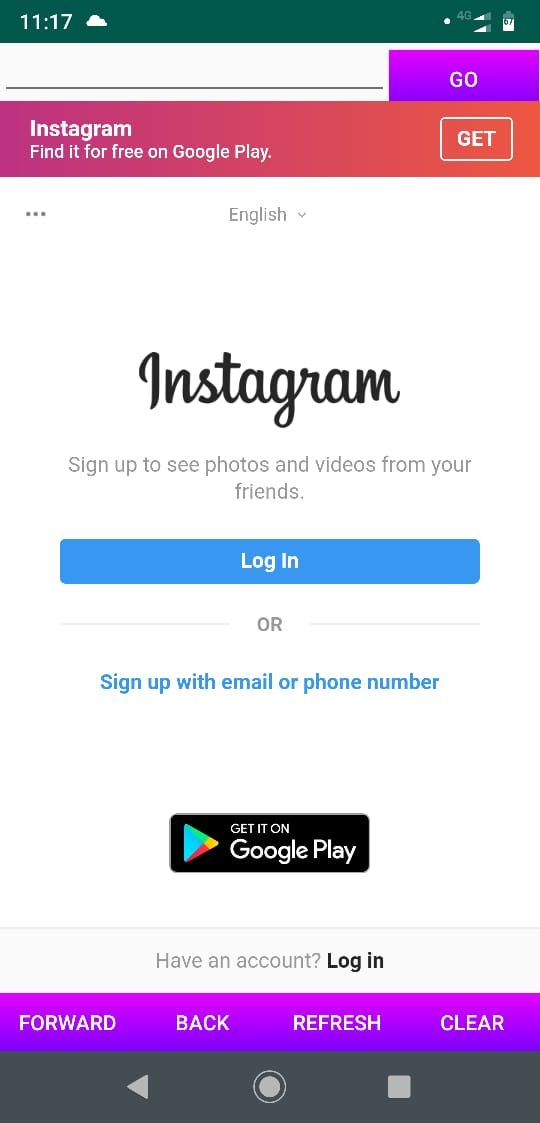 11:17
4G
67
GO
Instagram
Find it for free on Google Play.
GET
English
Instagram
Sign up to see photos and videos from your
friends.
Log In
OR
Sign up with email or phone number
GET IT ON
Google Play
Have an account? Log in
FORWARD BACK REFRESH CLEAR